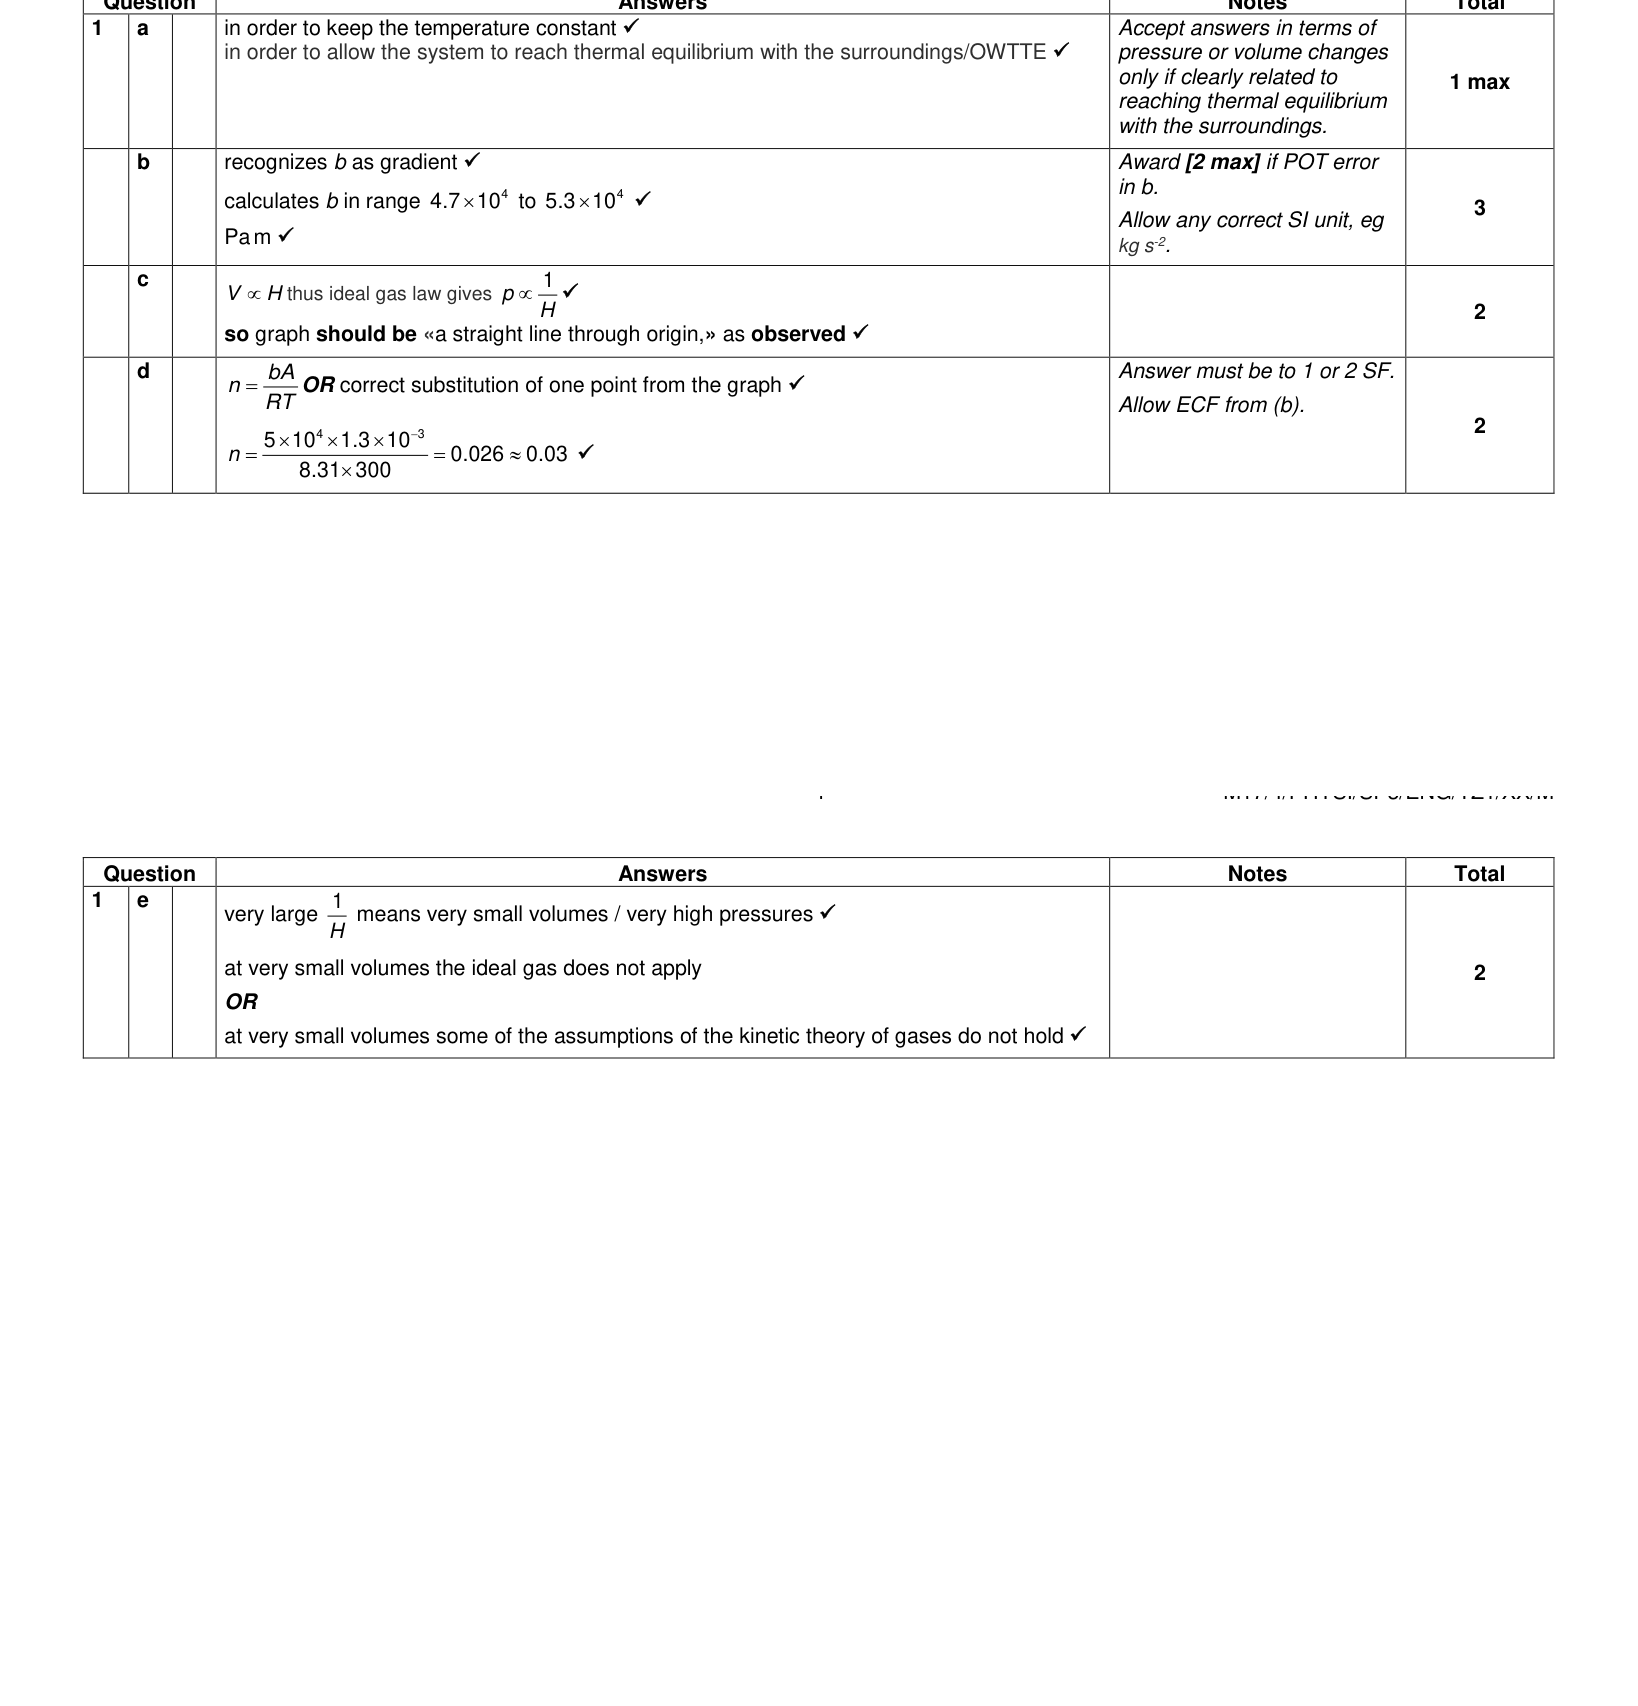 Question Answers Notes Total
1 a in order to keep the temperature constant ✓
in order to allow the system to reach thermal equilibrium with the surroundings/OWTTE ✓
Accept answers in terms of
pressure or volume changes
only if clearly related to
reaching thermal equilibrium
with the surroundings.
1 max
b recognizes b as gradient ✓
calculates b in range 4.7×10⁴ to 5.3×10⁴ ✓
Pa m ✓
Award [2 max] if POT error
in b.
Allow any correct SI unit, eg
kg s⁻².
3
c V ∝ H thus ideal gas law gives p ∝ 1/H ✓
so graph should be «a straight line through origin,» as observed ✓
2
d n = bA/RT OR correct substitution of one point from the graph ✓
n = (5×10⁴×1.3×10⁻³)/(8.31×300) = 0.026 ≈ 0.03 ✓
Answer must be to 1 or 2 SF.
Allow ECF from (b).
2
Question Answers Notes Total
1 e very large 1/H means very small volumes / very high pressures ✓
at very small volumes the ideal gas does not apply
OR
at very small volumes some of the assumptions of the kinetic theory of gases do not hold ✓
2